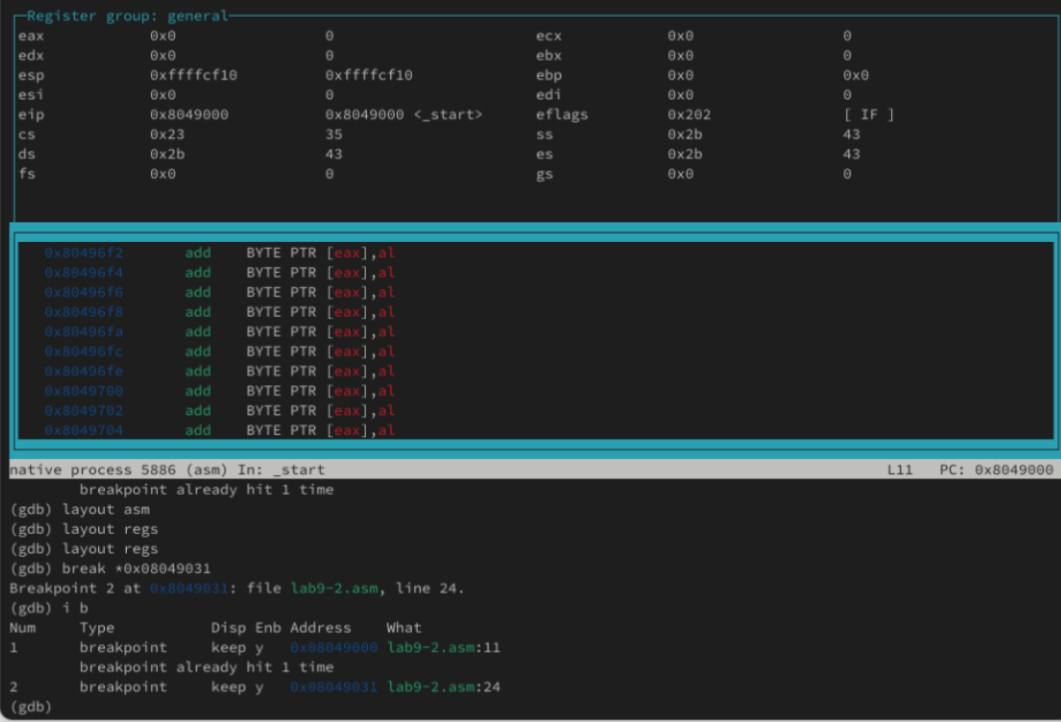 Register group: general
eax 0x0 0 ecx 0x0 0
edx 0x0 0 ebx 0x0 0
esp 0xffffcf10 0xffffcf10 ebp 0x0 0x0
esi 0x0 0 edi 0x0 0
eip 0x8049000 0x8049000 <_start> eflags 0x202 [ IF ]
cs 0x23 35 ss 0x2b 43
ds 0x2b 43 es 0x2b 43
fs 0x0 0 gs 0x0 0
0x80496f2 add BYTE PTR [eax],al
0x80496f4 add BYTE PTR [eax],al
0x80496f6 add BYTE PTR [eax],al
0x80496f8 add BYTE PTR [eax],al
0x80496fa add BYTE PTR [eax],al
0x80496fc add BYTE PTR [eax],al
0x80496fe add BYTE PTR [eax],al
0x8049700 add BYTE PTR [eax],al
0x8049702 add BYTE PTR [eax],al
0x8049704 add BYTE PTR [eax],al
native process 5886 (asm) In: _start L11 PC: 0x8049000
breakpoint already hit 1 time
(gdb) layout asm
(gdb) layout regs
(gdb) layout regs
(gdb) break *0x08049031
Breakpoint 2 at 0x8049031: file lab9-2.asm, line 24.
(gdb) i b
Num Type Disp Enb Address What
1 breakpoint keep y 0x08049000 lab9-2.asm:11
breakpoint already hit 1 time
2 breakpoint keep y 0x08049031 lab9-2.asm:24
(gdb)